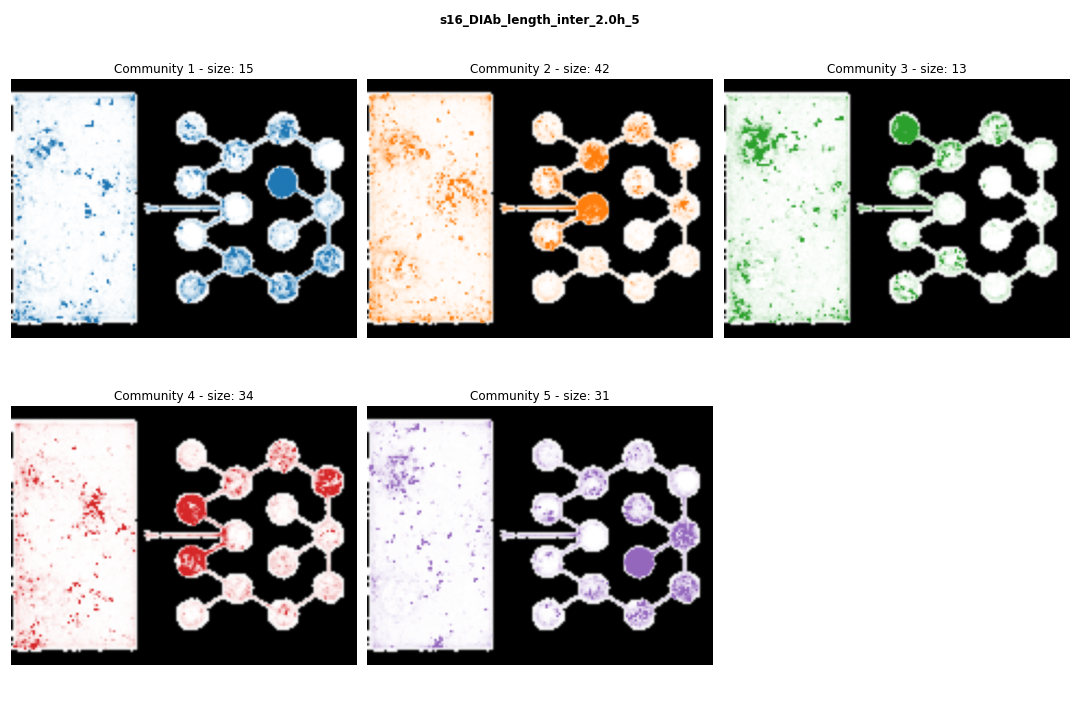 s16_DIAb_length_inter_2.0h_5
Community 1 - size: 15
Community 2 - size: 42
Community 3 - size: 13
Community 4 - size: 34
Community 5 - size: 31